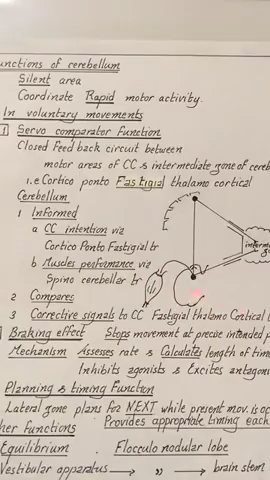 unctions of cerebellum
Silent area
Coordinate Rapid motor activity.
In voluntary movements
1 Servo comparator Function
Closed Feed back circuit between
motor areas of CC & intermediate zone of cereb
i.e Cortico ponto Fastigial thalamo cortical
Cerebellum
1 Informed
a CC intention via
Cortico Ponto Fastigial tr
b Muscles performance via
Spino cerebellar tr
2 Compares
3 Corrective signals to CC Fastigial Thalamo Cortical t
Braking effect Stops movement at precise intended p
Mechanism Asseses rate & Calculates length of time
Inhibits agonists & Excites antagoni
Planning & timing Function
Lateral zone plans for NEXT while present mov. is oc
Provides appropriate timing each
her functions
Equilibrium Flocculo nodular lobe
Vestibular apparatus → " → brain stem